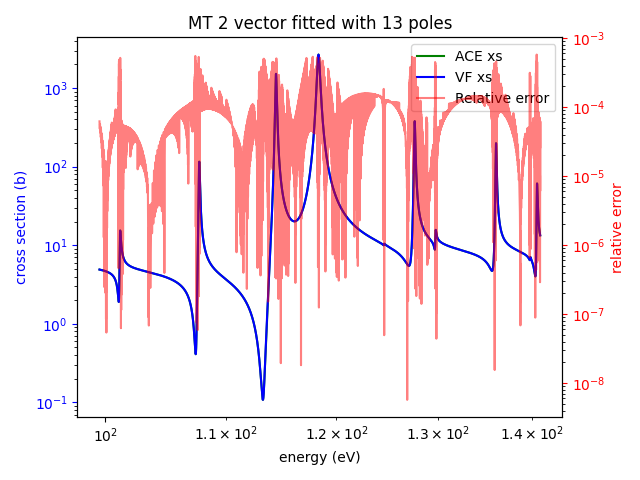 MT 2 vector fitted with 13 poles
ACE xs
VF xs
Relative error
cross section (b)
10³
10²
10¹
10⁰
10⁻¹
relative error
10⁻³
10⁻⁴
10⁻⁵
10⁻⁶
10⁻⁷
10⁻⁸
10² 1.1 × 10² 1.2 × 10² 1.3 × 10² 1.4 × 10²
energy (eV)